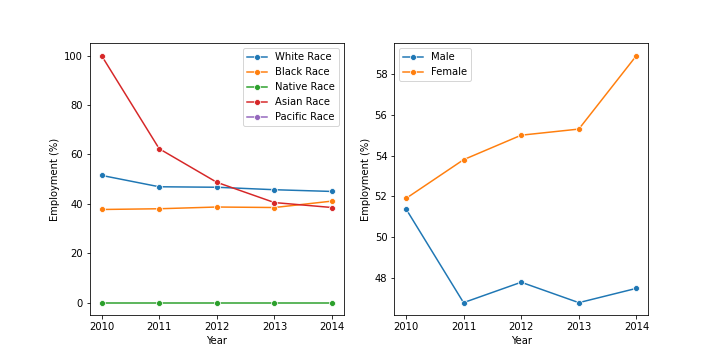 100
80
60
40
20
0
Employment (%)
2010 2011 2012 2013 2014
Year
White Race
Black Race
Native Race
Asian Race
Pacific Race
58
56
54
52
50
48
Employment (%)
2010 2011 2012 2013 2014
Year
Male
Female